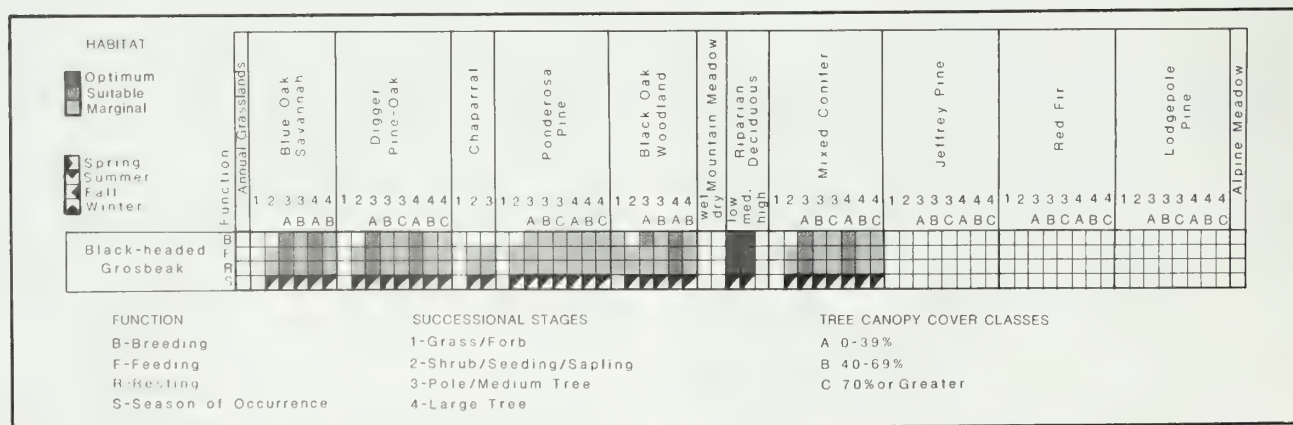 HABITAT
Optimum
Suitable
Marginal
Spring
Summer
Fall
Winter
Function
Annual Grasslands
Blue Oak
Savannah
Digger
Pine-Oak
Chaparral
Ponderosa
Pine
Black Oak
Woodland
Mountain Meadow
wet
dry
Riparian
Deciduous
low
med.
high
Mixed Conifer
Jeffrey Pine
Red Fir
Lodgepole
Pine
Alpine Meadow
1 2 3 3 4 4 1 2 3 3 3 4 4 4 1 2 3 1 2 3 3 3 4 4 4 1 2 3 3 4 4 1 2 3 3 3 4 4 4 1 2 3 3 3 4 4 4 1 2 3 3 3 4 4 4 1 2 3 3 3 4 4 4
A B A B A B C A B C A B C A B C A B A B A B C A B C A B C A B C A B C A B C A B C A B C
Black-headed
Grosbeak
B
F
R
S
FUNCTION
B-Breeding
F-Feeding
R-Resting
S-Season of Occurrence
SUCCESSIONAL STAGES
1-Grass/Forb
2-Shrub/Seeding/Sapling
3-Pole/Medium Tree
4-Large Tree
TREE CANOPY COVER CLASSES
A 0-39%
B 40-69%
C 70% or Greater